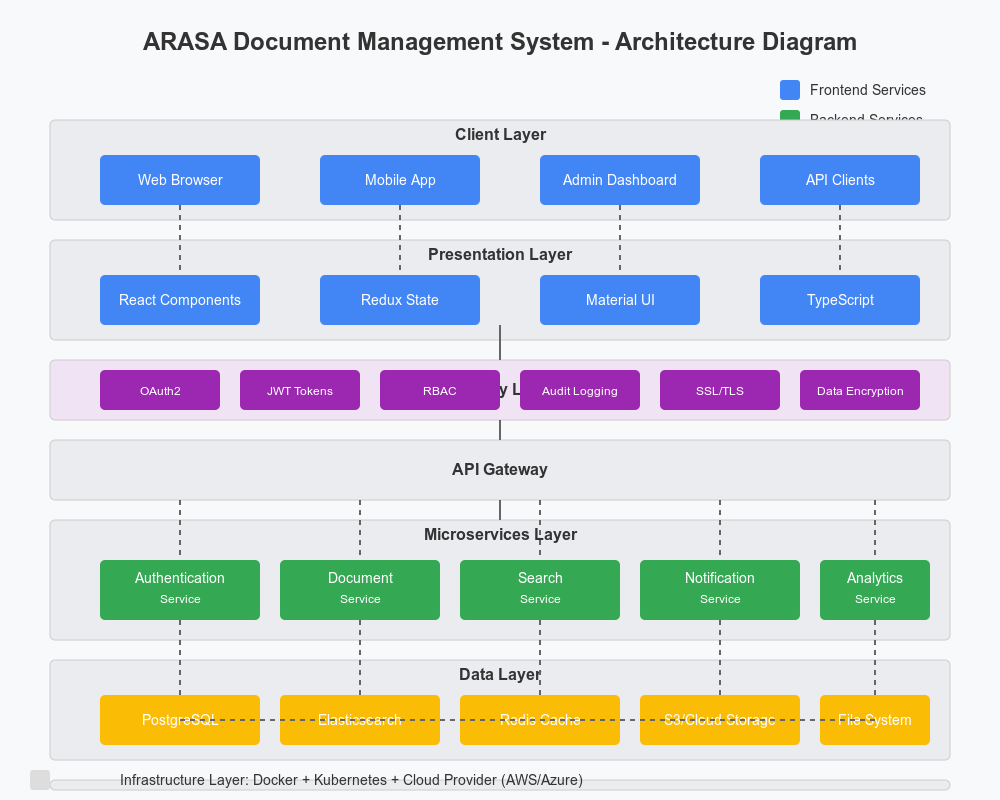 ARASA Document Management System - Architecture Diagram
Frontend Services
Backend Services
Client Layer
Web Browser
Mobile App
Admin Dashboard
API Clients
Presentation Layer
React Components
Redux State
Material UI
TypeScript
OAuth2
JWT Tokens
RBAC
y L
Audit Logging
SSL/TLS
Data Encryption
API Gateway
Microservices Layer
Authentication
Service
Document
Service
Search
Service
Notification
Service
Analytics
Service
Data Layer
PostgreSQL
Elasticsearch
Redis Cache
S3/Cloud Storage
File System
Infrastructure Layer: Docker + Kubernetes + Cloud Provider (AWS/Azure)